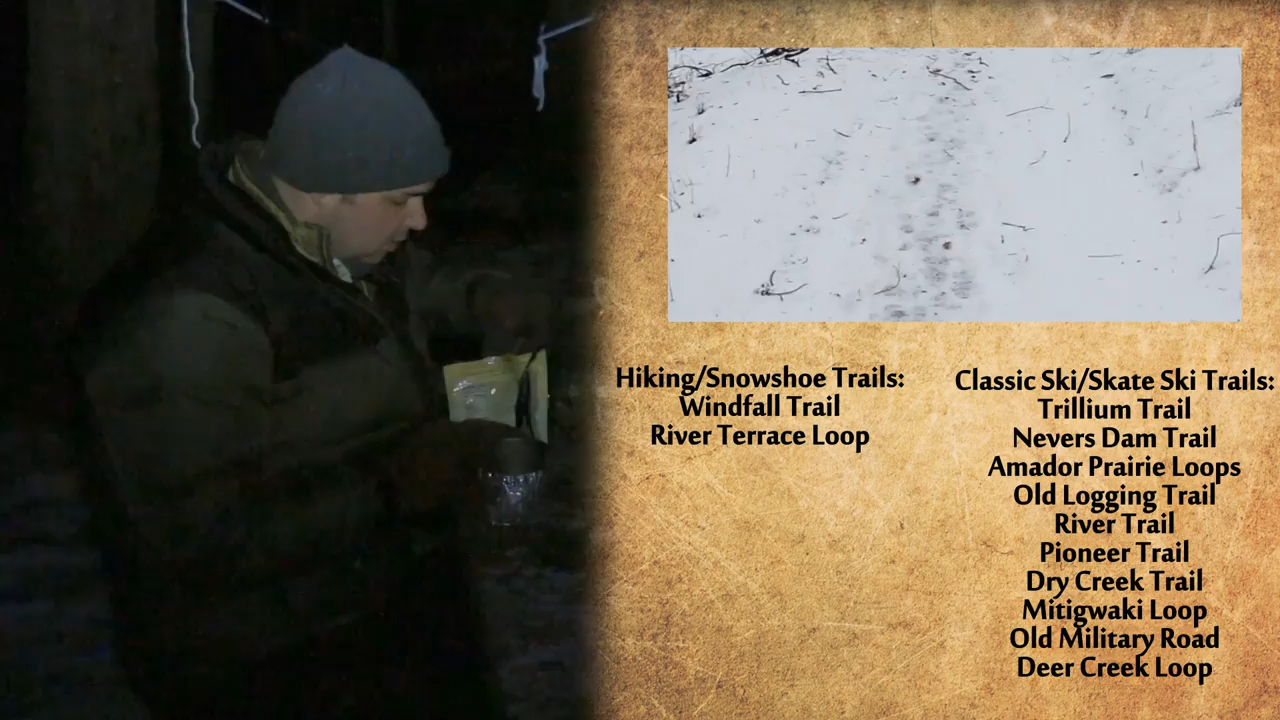 Hiking/Snowshoe Trails:
Windfall Trail
River Terrace Loop
Classic Ski/Skate Ski Trails:
Trillium Trail
Nevers Dam Trail
Amador Prairie Loops
Old Logging Trail
River Trail
Pioneer Trail
Dry Creek Trail
Mitigwaki Loop
Old Military Road
Deer Creek Loop